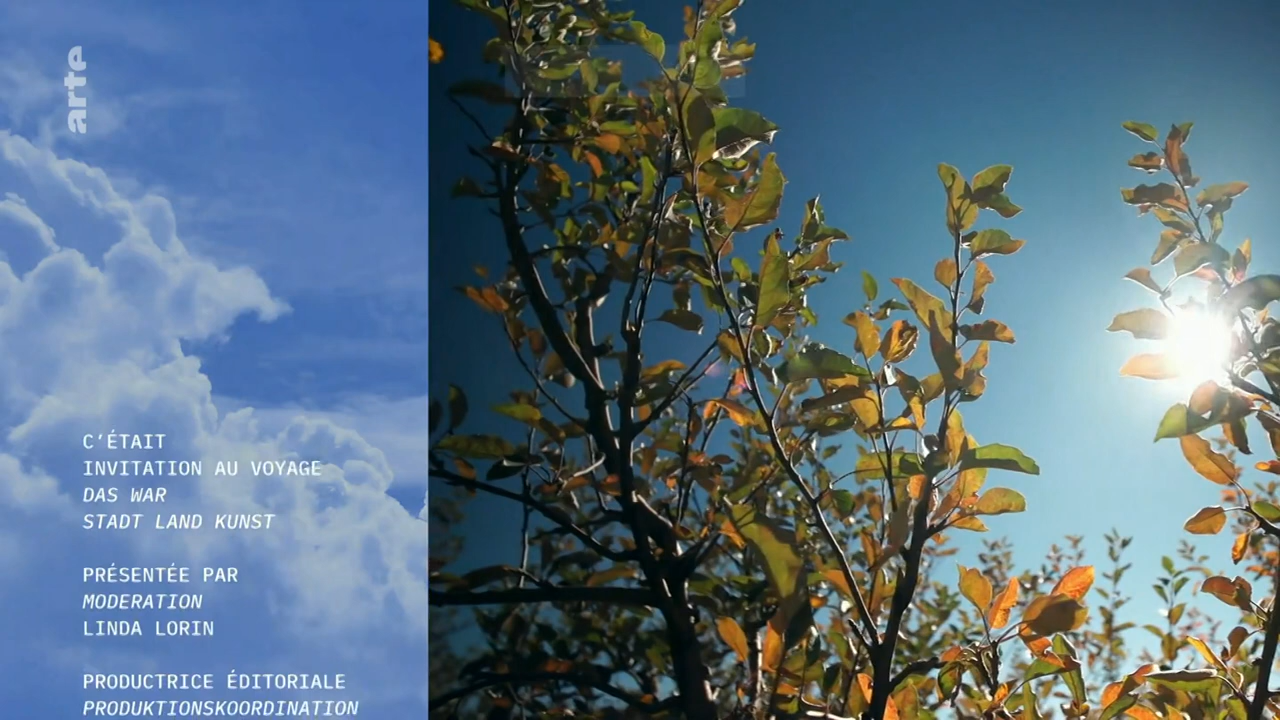 arte
C'ÉTAIT
INVITATION AU VOYAGE
DAS WAR
STADT LAND KUNST
PRÉSENTÉE PAR
MODERATION
LINDA LORIN
PRODUCTRICE ÉDITORIALE
PRODUKTIONSKOORDINATION